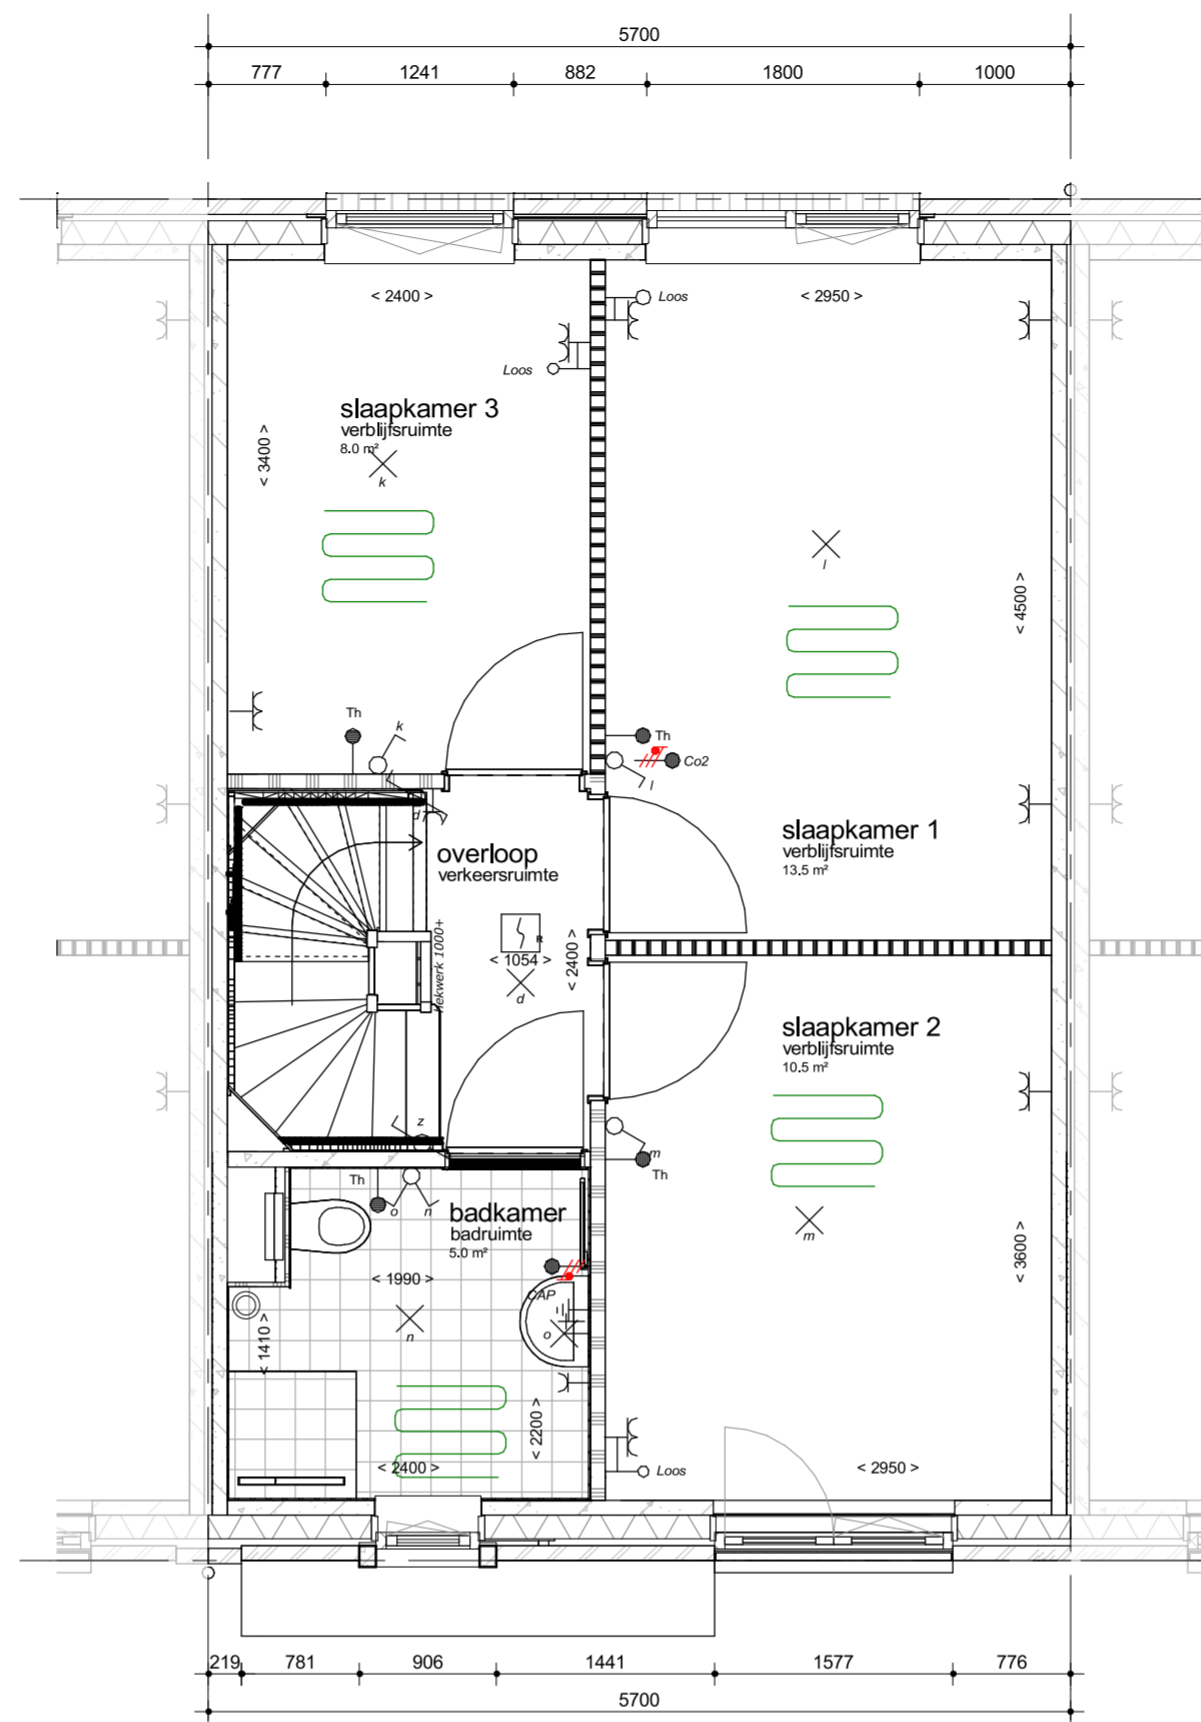 5700
777 1241 882 1800 1000
< 2400 >
Loos
< 2950 >
Loos
slaapkamer 3
verblijfsruimte
8.0 m²
k
< 3400 >
l
< 4500 >
Th
k
Th
Co2
l
d
slaapkamer 1
verblijfsruimte
13.5 m²
overloop
verkeersruimte
R
< 1054 >
< 2400 >
hekwerk 1000+
d
slaapkamer 2
verblijfsruimte
10.5 m²
z
m
Th
Th
o
n
badkamer
badruimte
5.0 m²
m
< 3600 >
< 1990 >
CAP
n
o
< 1410 >
< 2200 >
< 2400 >
Loos
< 2950 >
219 781 906 1441 1577 776
5700